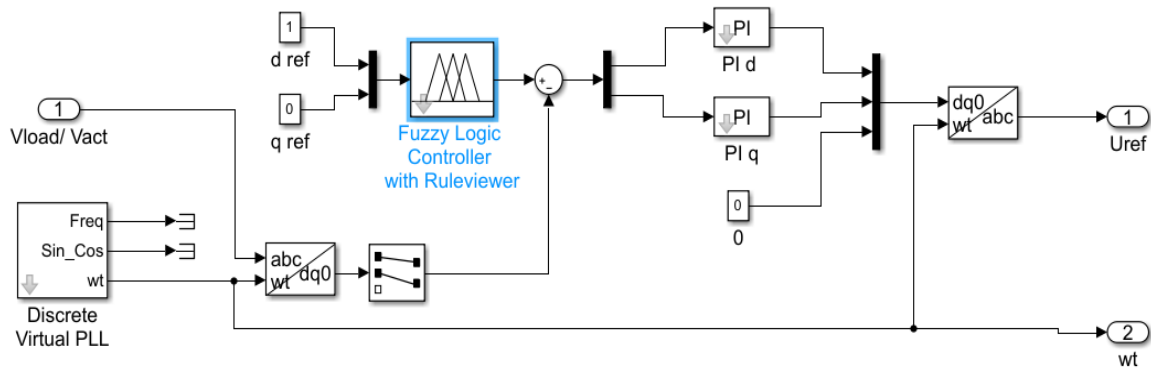 1
d ref
0
q ref
Fuzzy Logic
Controller
with Ruleviewer
+
−
PI
PI d
PI
PI q
0
0
dq0
wt
abc
1
Uref
1
Vload/ Vact
Freq
Sin_Cos
wt
Discrete
Virtual PLL
abc
wt
dq0
2
wt